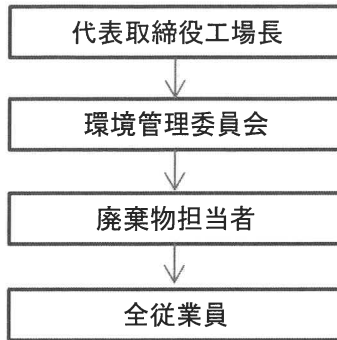 代表取締役工場長
環境管理委員会
廃棄物担当者
全従業員